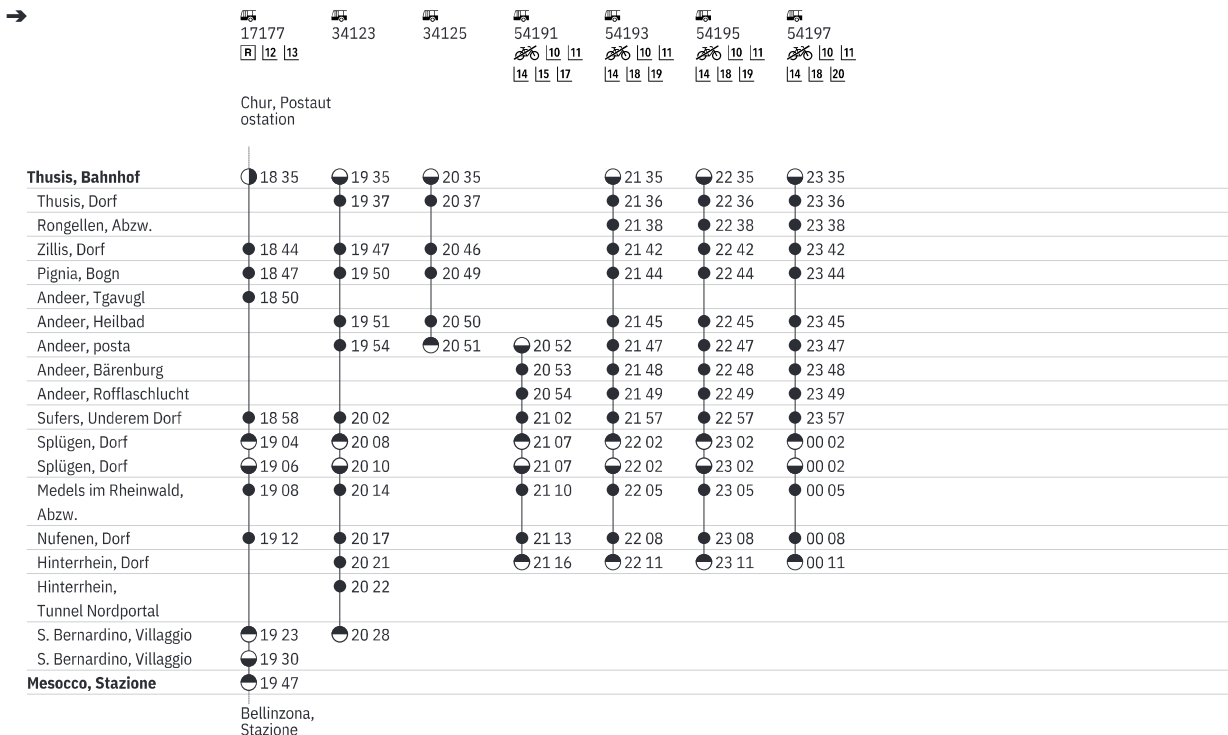 17177 34123 34125 54191 54193 54195 54197
R 12 13 10 11 10 11 10 11 10 11
14 15 17 14 18 19 14 18 19 14 18 20
Chur, Postaut
ostation
Thusis, Bahnhof 18 35 19 35 20 35 21 35 22 35 23 35
Thusis, Dorf 19 37 20 37 21 36 22 36 23 36
Rongellen, Abzw. 21 38 22 38 23 38
Zillis, Dorf 18 44 19 47 20 46 21 42 22 42 23 42
Pignia, Bogn 18 47 19 50 20 49 21 44 22 44 23 44
Andeer, Tgavugl 18 50
Andeer, Heilbad 19 51 20 50 21 45 22 45 23 45
Andeer, posta 19 54 20 51 20 52 21 47 22 47 23 47
Andeer, Bärenburg 20 53 21 48 22 48 23 48
Andeer, Rofflaschlucht 20 54 21 49 22 49 23 49
Sufers, Underem Dorf 18 58 20 02 21 02 21 57 22 57 23 57
Splügen, Dorf 19 04 20 08 21 07 22 02 23 02 00 02
Splügen, Dorf 19 06 20 10 21 07 22 02 23 02 00 02
Medels im Rheinwald, 19 08 20 14 21 10 22 05 23 05 00 05
Abzw.
Nufenen, Dorf 19 12 20 17 21 13 22 08 23 08 00 08
Hinterrhein, Dorf 20 21 21 16 22 11 23 11 00 11
Hinterrhein, 20 22
Tunnel Nordportal
S. Bernardino, Villaggio 19 23 20 28
S. Bernardino, Villaggio 19 30
Mesocco, Stazione 19 47
Bellinzona,
Stazione